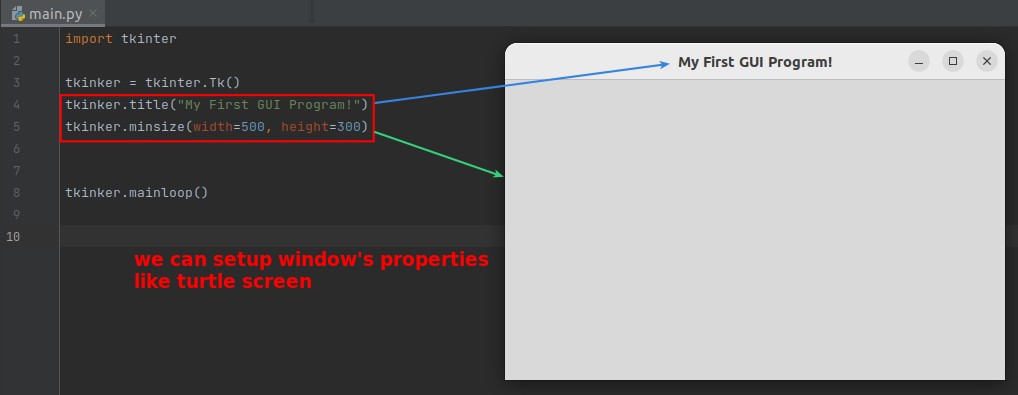 main.py
1 import tkinter
2
3 tkinker = tkinter.Tk()
4 tkinker.title("My First GUI Program!")
5 tkinker.minsize(width=500, height=300)
6
7
8 tkinker.mainloop()
9
10
My First GUI Program!
we can setup window's properties
like turtle screen